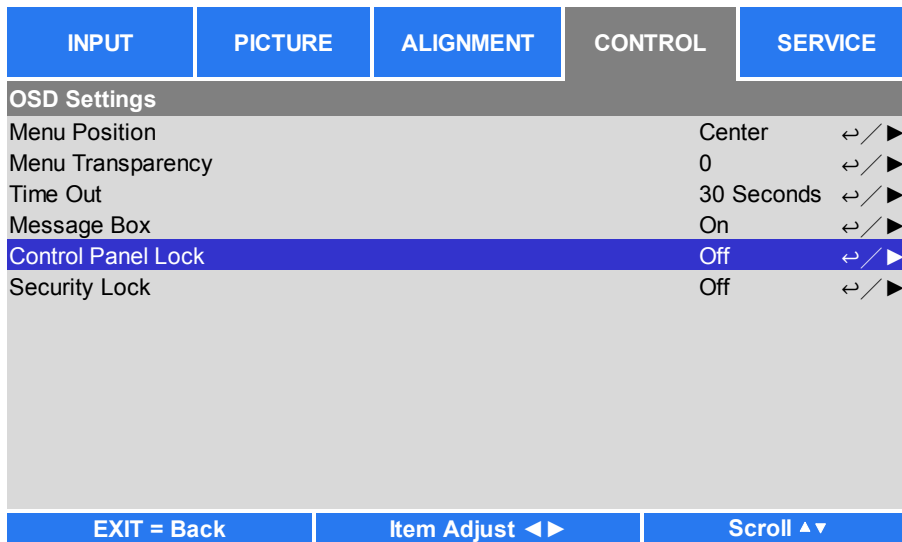 INPUT PICTURE ALIGNMENT CONTROL SERVICE
OSD Settings
Menu Position Center ↩/▶
Menu Transparency 0 ↩/▶
Time Out 30 Seconds ↩/▶
Message Box On ↩/▶
Control Panel Lock Off ↩/▶
Security Lock Off ↩/▶
EXIT = Back Item Adjust ◀▶ Scroll ▲▼